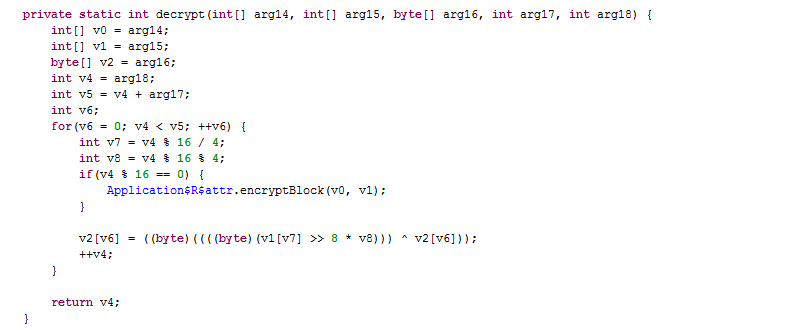 private static int decrypt(int[] arg14, int[] arg15, byte[] arg16, int arg17, int arg18) {
    int[] v0 = arg14;
    int[] v1 = arg15;
    byte[] v2 = arg16;
    int v4 = arg18;
    int v5 = v4 + arg17;
    int v6;
    for(v6 = 0; v4 < v5; ++v6) {
        int v7 = v4 % 16 / 4;
        int v8 = v4 % 16 % 4;
        if(v4 % 16 == 0) {
            Application$R$attr.encryptBlock(v0, v1);
        }

        v2[v6] = ((byte)((((byte)(v1[v7] >> 8 * v8))) ^ v2[v6]));
        ++v4;
    }

    return v4;
}